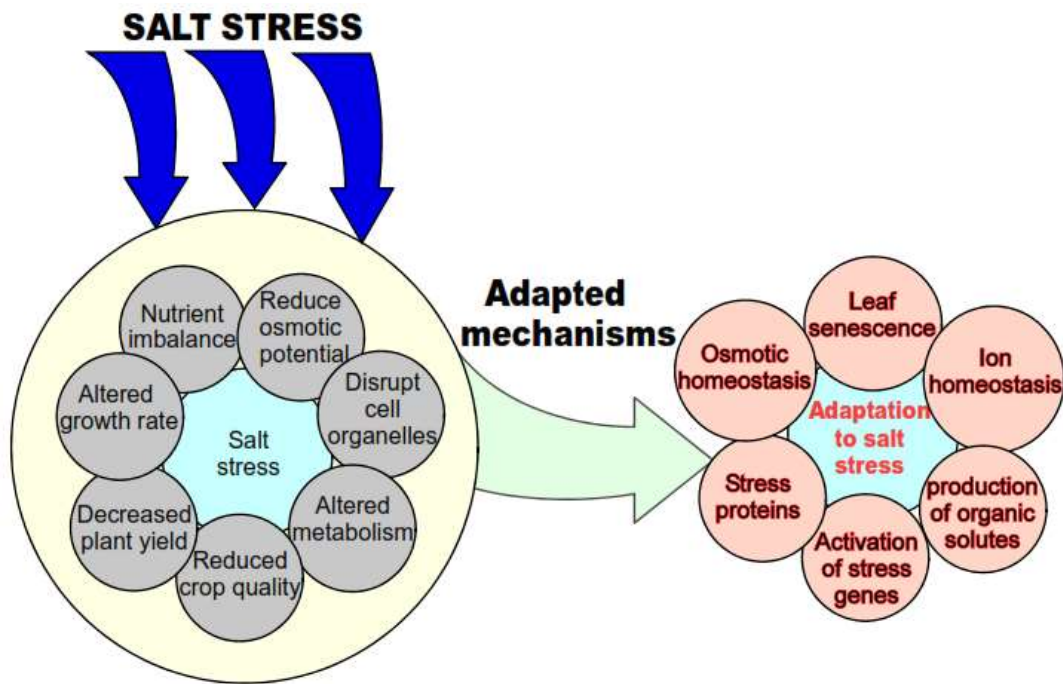 SALT STRESS
Nutrient
imbalance
Reduce
osmotic
potential
Disrupt
cell
organelles
Altered
metabolism
Reduced
crop quality
Decreased
plant yield
Altered
growth rate
Salt
stress
Adapted
mechanisms
Leaf
senescence
Ion
homeostasis
production
of organic
solutes
Activation
of stress
genes
Stress
proteins
Osmotic
homeostasis
Adaptation
to salt
stress